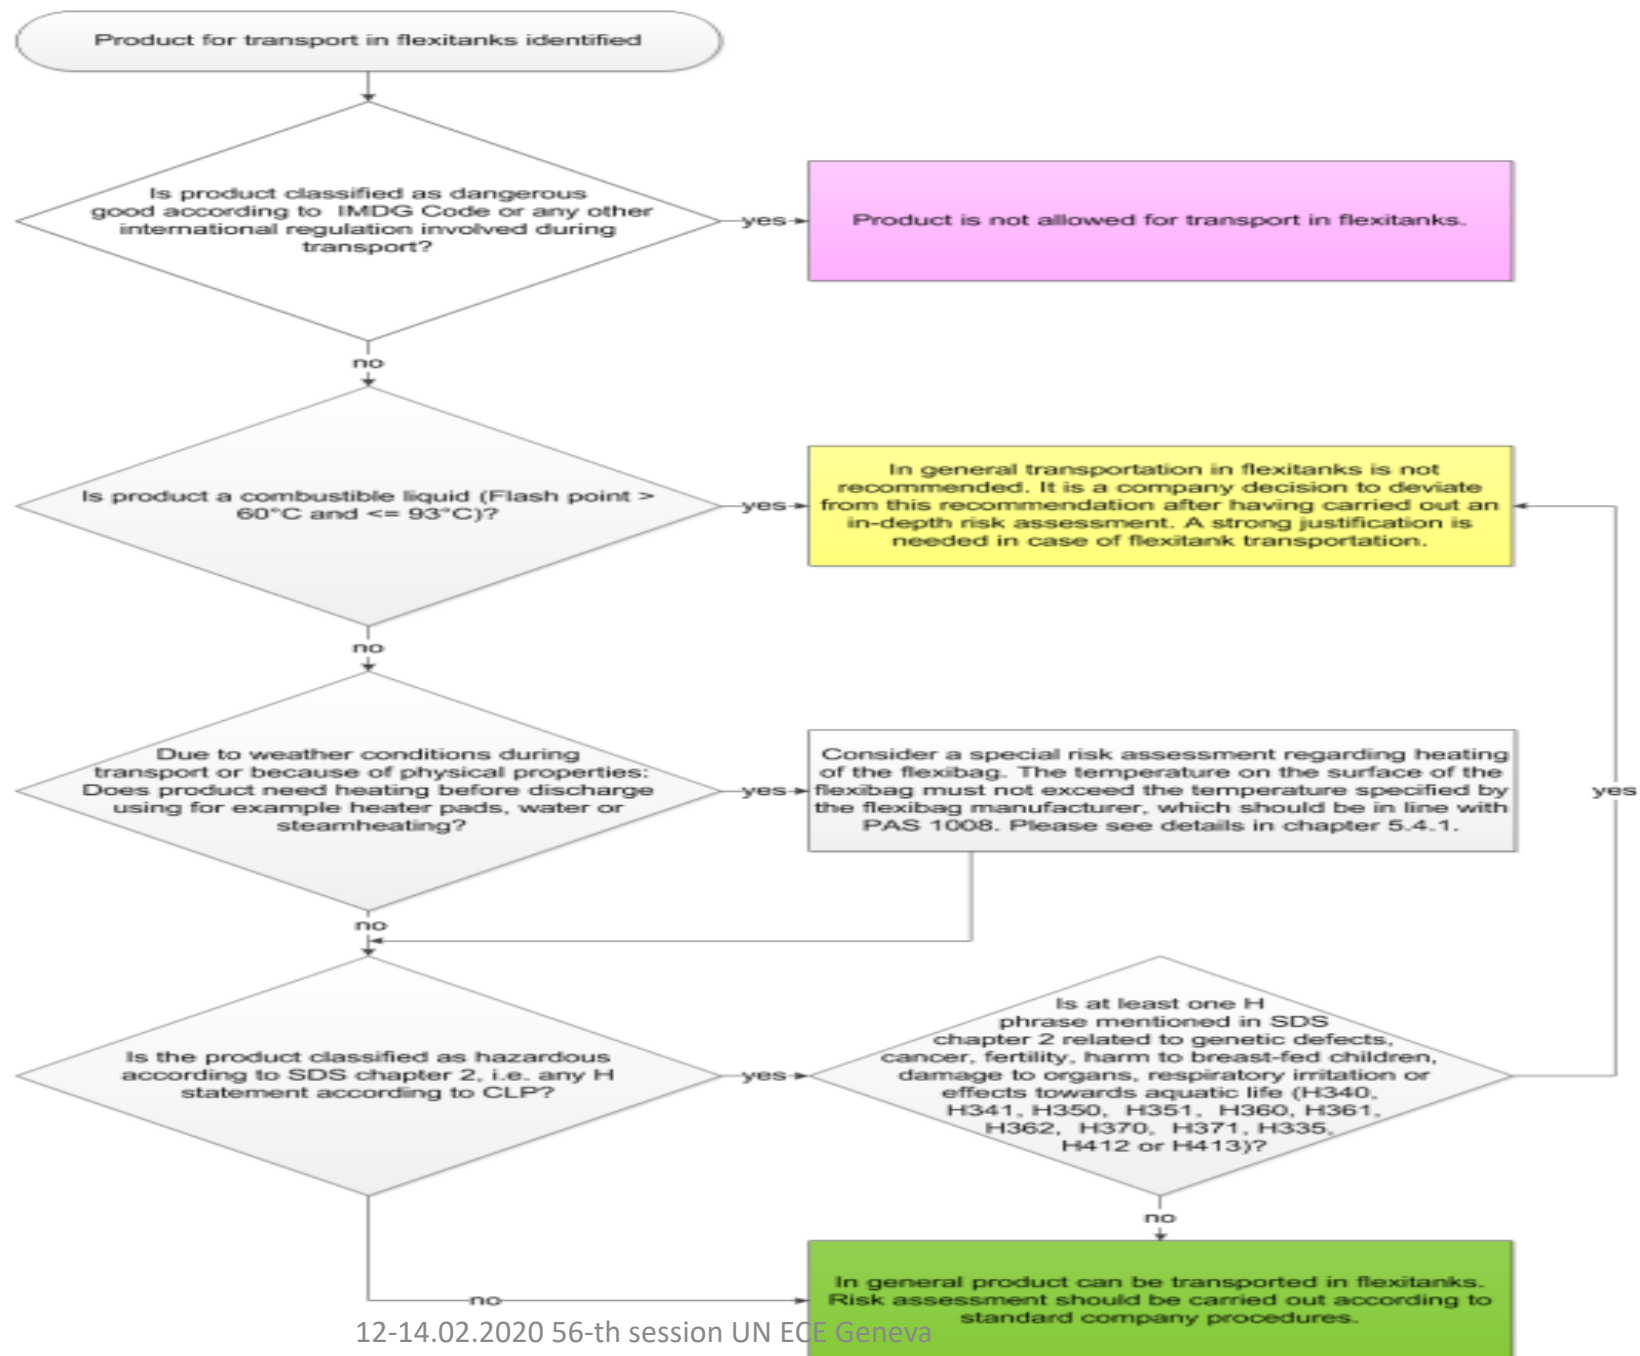 Product for transport in flexitanks identified
Is product classified as dangerous
good according to IMDG Code or any other
international regulation involved during
transport?
yes
Product is not allowed for transport in flexitanks.
no
Is product a combustible liquid (Flash point >
60°C and <= 93°C)?
yes
In general transportation in flexitanks is not
recommended. It is a company decision to deviate
from this recommendation after having carried out an
in-depth risk assessment. A strong justification is
needed in case of flexitank transportation.
no
Due to weather conditions during
transport or because of physical properties:
Does product need heating before discharge
using for example heater pads, water or
steamheating?
yes
Consider a special risk assessment regarding heating
of the flexibag. The temperature on the surface of the
flexibag must not exceed the temperature specified by
the flexibag manufacturer, which should be in line with
PAS 1008. Please see details in chapter 5.4.1.
yes
no
Is the product classified as hazardous
according to SDS chapter 2, i.e. any H
statement according to CLP?
yes
Is at least one H
phrase mentioned in SDS
chapter 2 related to genetic defects,
cancer, fertility, harm to breast-fed children,
damage to organs, respiratory irritation or
effects towards aquatic life (H340,
H341, H350, H351, H360, H361,
H362, H370, H371, H335,
H412 or H413)?
no
no
In general product can be transported in flexitanks.
Risk assessment should be carried out according to
standard company procedures.
12-14.02.2020 56-th session UN ECE Geneva